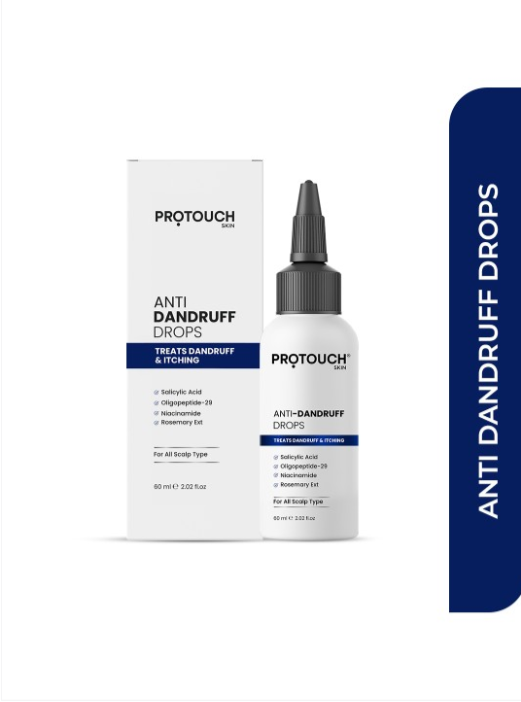 PROTOUCH
SKIN
ANTI
DANDRUFF
DROPS
TREATS DANDRUFF
& ITCHING
Salicylic Acid
Oligopeptide-29
Niacinamide
Rosemary Ext
For All Scalp Type
60 ml ℮ 2.02 fl.oz
PROTOUCH®
SKIN
ANTI-DANDRUFF
DROPS
TREATS DANDRUFF & ITCHING
Salicylic Acid
Oligopeptide-29
Niacinamide
Rosemary Ext
For All Scalp Type
60 ml ℮ 2.02 fl.oz
ANTI DANDRUFF DROPS